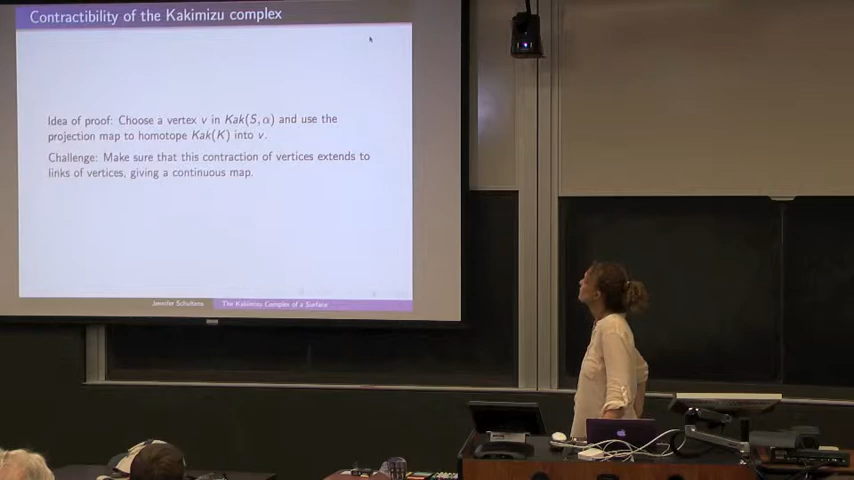 Contractibility of the Kakimizu complex
Idea of proof: Choose a vertex v in Kak(S, α) and use the
projection map to homotope Kak(K) into v.
Challenge: Make sure that this contraction of vertices extends to
links of vertices, giving a continuous map.
Jennifer Schultens The Kakimizu Complex of a Surface